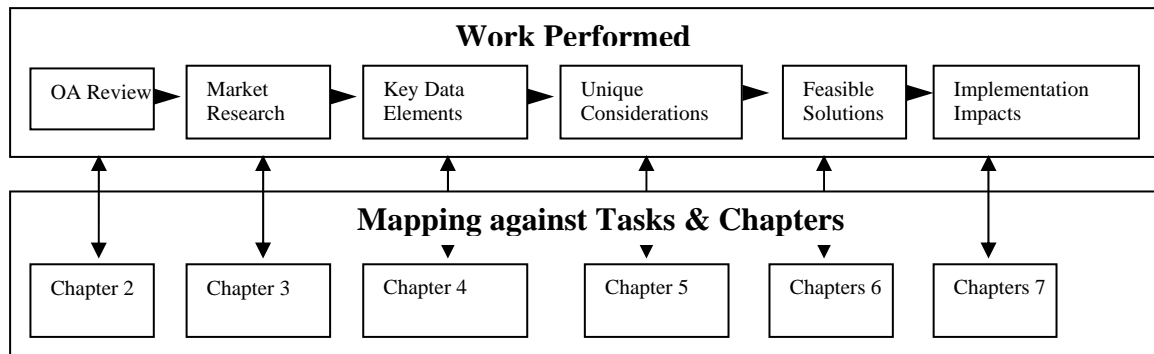 Work Performed
OA Review
Market
Research
Key Data
Elements
Unique
Considerations
Feasible
Solutions
Implementation
Impacts
Mapping against Tasks & Chapters
Chapter 2
Chapter 3
Chapter 4
Chapter 5
Chapters 6
Chapters 7